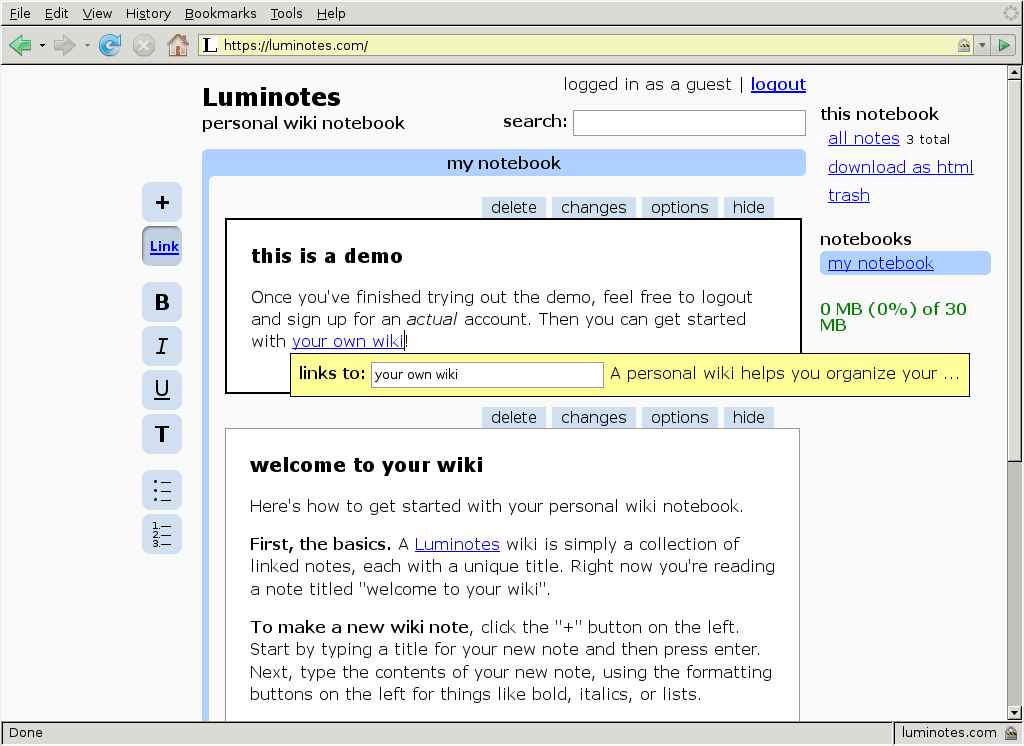 File Edit View History Bookmarks Tools Help
L https://luminotes.com/
logged in as a guest | logout
Luminotes
personal wiki notebook
search:
my notebook
this notebook
all notes 3 total
download as html
trash
notebooks
my notebook
0 MB (0%) of 30
MB
+
Link
B
I
U
T
1.
2.
3.
delete changes options hide
this is a demo
Once you've finished trying out the demo, feel free to logout
and sign up for an actual account. Then you can get started
with your own wiki!
links to: your own wiki A personal wiki helps you organize your ...
delete changes options hide
welcome to your wiki
Here's how to get started with your personal wiki notebook.
First, the basics. A Luminotes wiki is simply a collection of
linked notes, each with a unique title. Right now you're reading
a note titled "welcome to your wiki".
To make a new wiki note, click the "+" button on the left.
Start by typing a title for your new note and then press enter.
Next, type the contents of your new note, using the formatting
buttons on the left for things like bold, italics, or lists.
Done luminotes.com